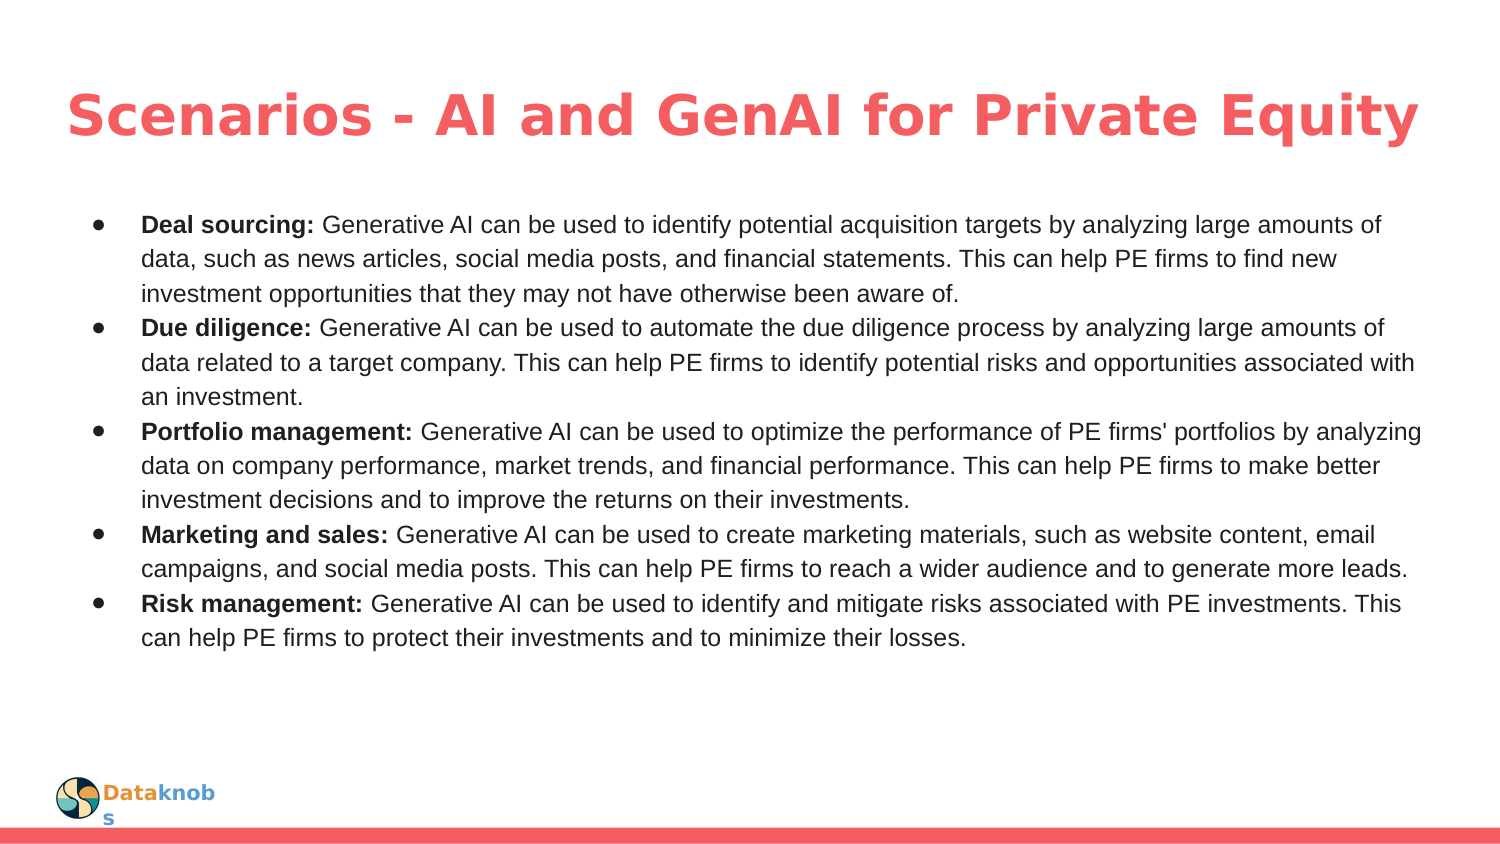 Scenarios - AI and GenAI for Private Equity
● Deal sourcing: Generative AI can be used to identify potential acquisition targets by analyzing large amounts of
data, such as news articles, social media posts, and financial statements. This can help PE firms to find new
investment opportunities that they may not have otherwise been aware of.
● Due diligence: Generative AI can be used to automate the due diligence process by analyzing large amounts of
data related to a target company. This can help PE firms to identify potential risks and opportunities associated with
an investment.
● Portfolio management: Generative AI can be used to optimize the performance of PE firms' portfolios by analyzing
data on company performance, market trends, and financial performance. This can help PE firms to make better
investment decisions and to improve the returns on their investments.
● Marketing and sales: Generative AI can be used to create marketing materials, such as website content, email
campaigns, and social media posts. This can help PE firms to reach a wider audience and to generate more leads.
● Risk management: Generative AI can be used to identify and mitigate risks associated with PE investments. This
can help PE firms to protect their investments and to minimize their losses.
Dataknob
s